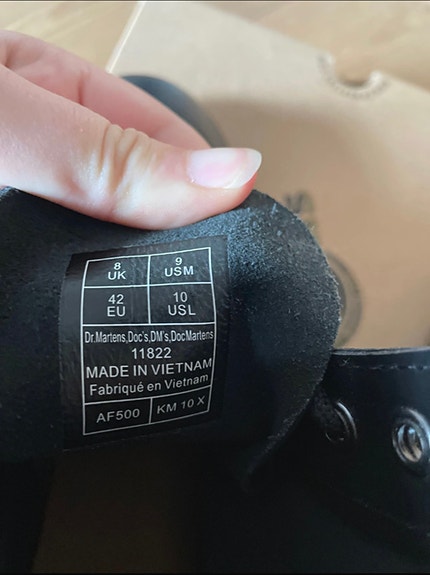 8 9
UK USM
42 10
EU USL
Dr.Martens,Doc's,DM's,DocMartens
11822
MADE IN VIETNAM
Fabriqué en Vietnam
AF500 KM 10 X